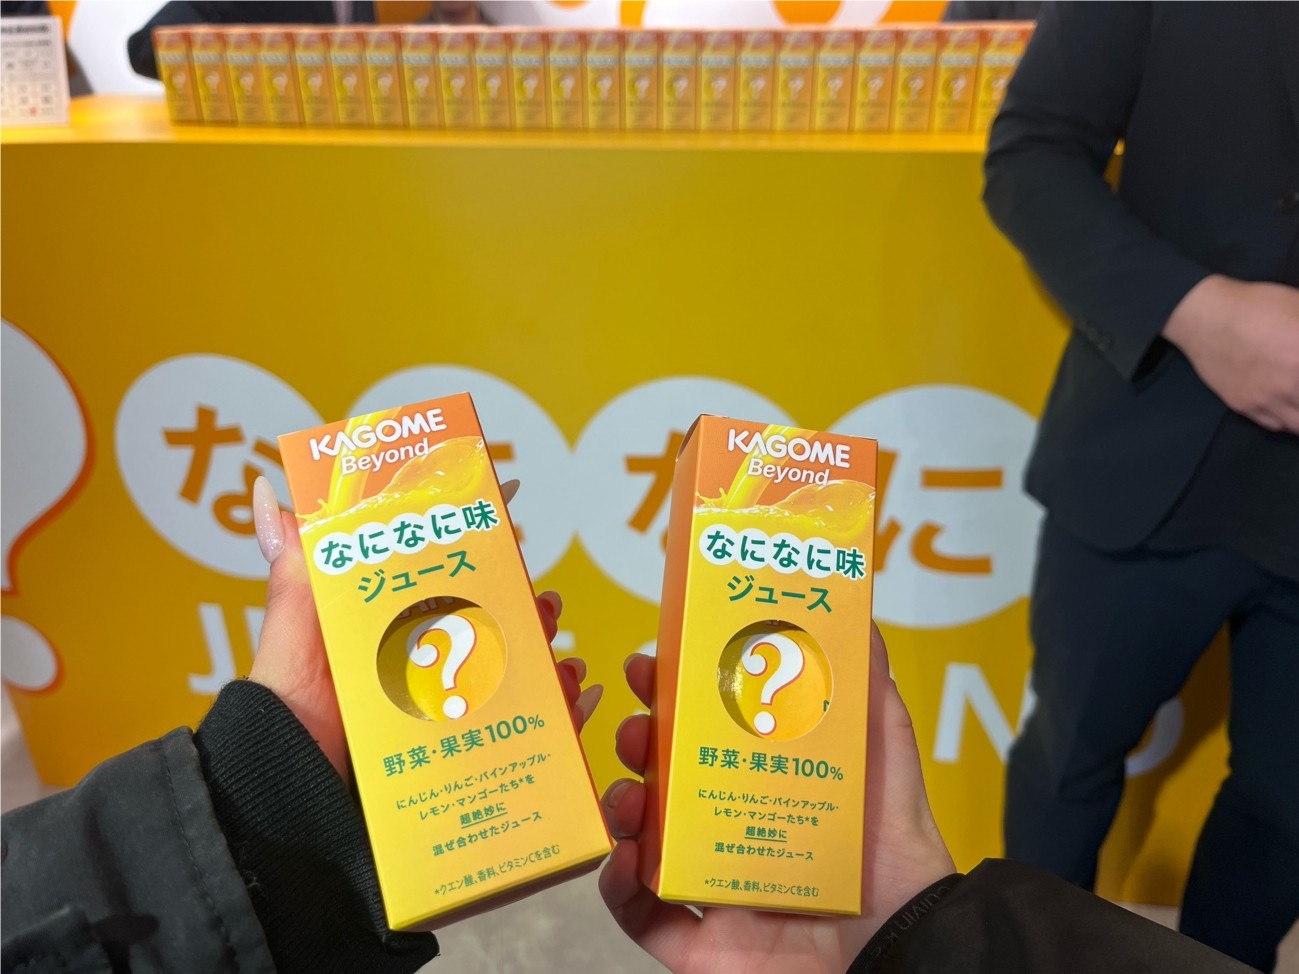 KAGOME
Beyond
なになに味
ジュース
?
野菜・果実100%
にんじん・りんご・パインアップル・
レモン・マンゴーたち*を
超絶妙に
混ぜ合わせたジュース
*クエン酸、香料、ビタミンCを含む
KAGOME
Beyond
なになに味
ジュース
?
野菜・果実100%
にんじん・りんご・パインアップル・
レモン・マンゴーたち*を
超絶妙に
混ぜ合わせたジュース
*クエン酸、香料、ビタミンCを含む